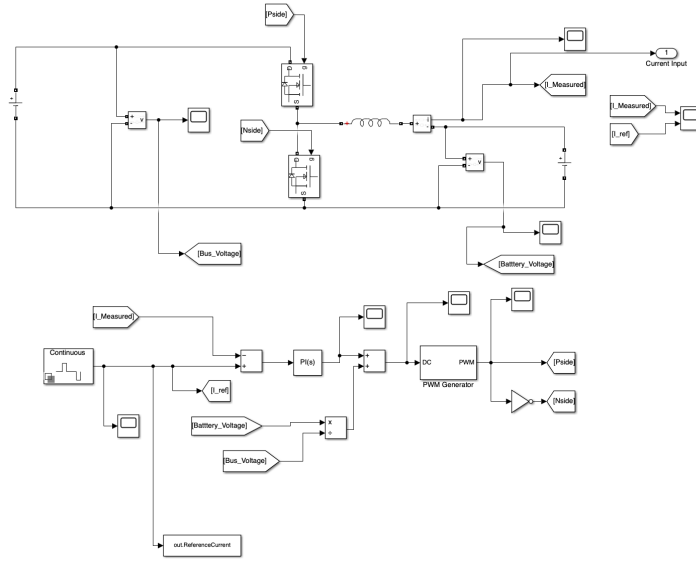 [Pside]
D
g
S
1
Current Input
[I_Measured]
[I_Measured]
[I_ref]
+
-
v
[Nside]
D
g
S
+
-
i
+
-
v
+
+
[Bus_Voltage]
[Batttery_Voltage]
[I_Measured]
Continuous
−
+
PI(s)
+
+
DC
PWM
PWM Generator
[Pside]
[I_ref]
[Nside]
[Batttery_Voltage]
×
÷
[Bus_Voltage]
out.ReferenceCurrent